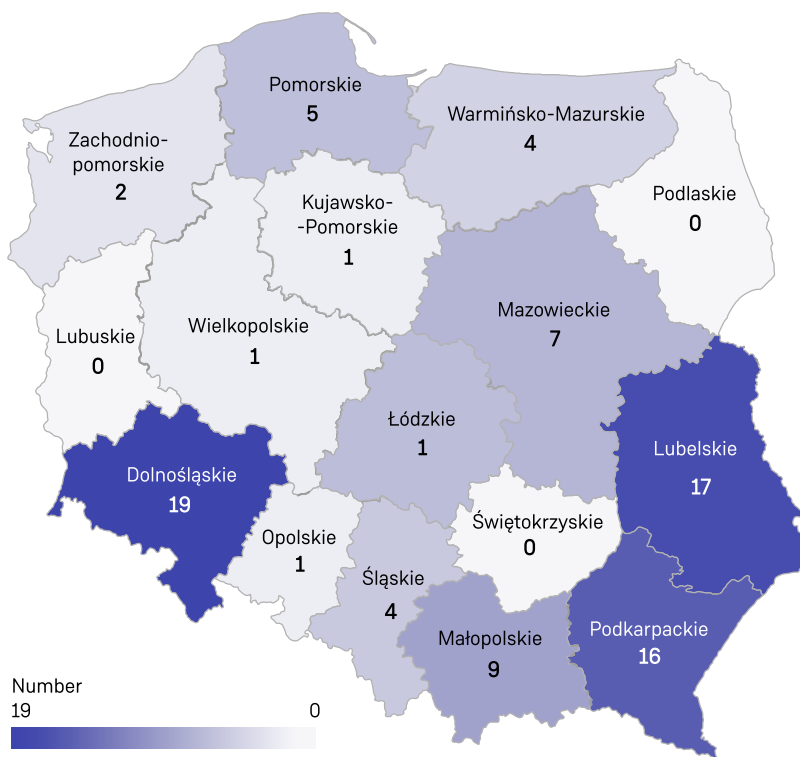 Pomorskie
5
Warmińsko-Mazurskie
4
Zachodnio-
pomorskie
2
Podlaskie
0
Kujawsko-
-Pomorskie
1
Mazowieckie
7
Wielkopolskie
1
Lubuskie
0
Łódzkie
1
Lubelskie
17
Dolnośląskie
19
Świętokrzyskie
0
Opolskie
1
Śląskie
4
Podkarpackie
16
Małopolskie
9
Number
19 0